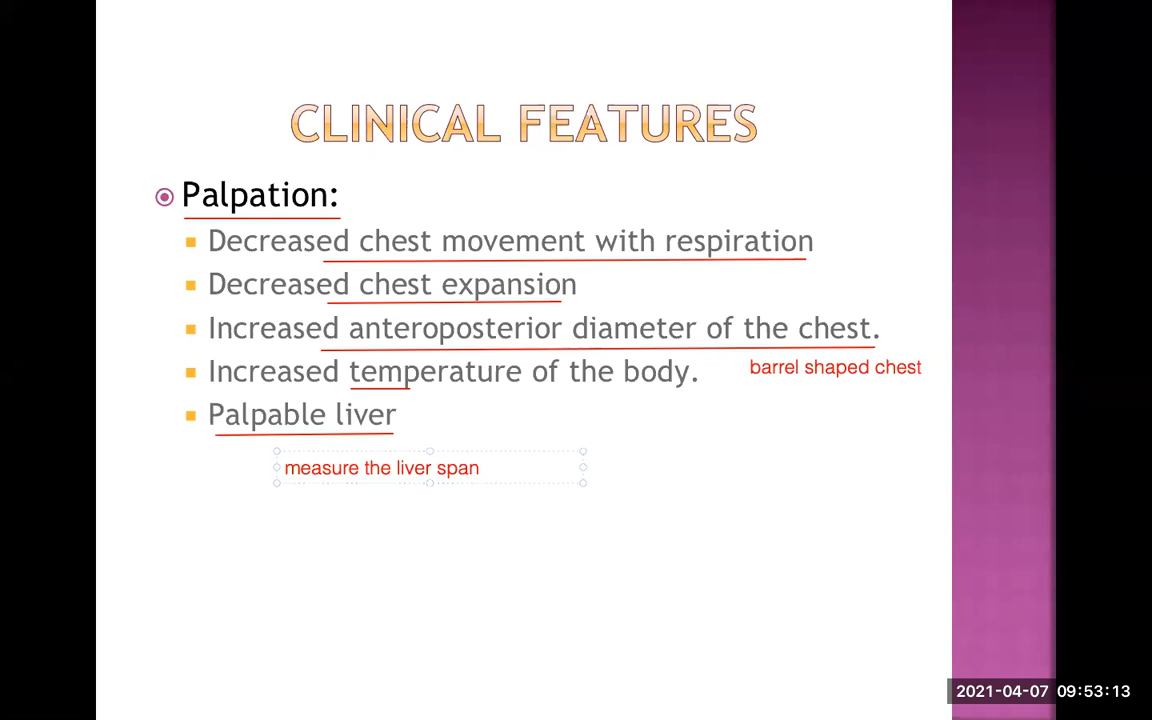 CLINICAL FEATURES
Palpation:
Decreased chest movement with respiration
Decreased chest expansion
Increased anteroposterior diameter of the chest.
Increased temperature of the body.
barrel shaped chest
Palpable liver
measure the liver span
2021-04-07 09:53:13